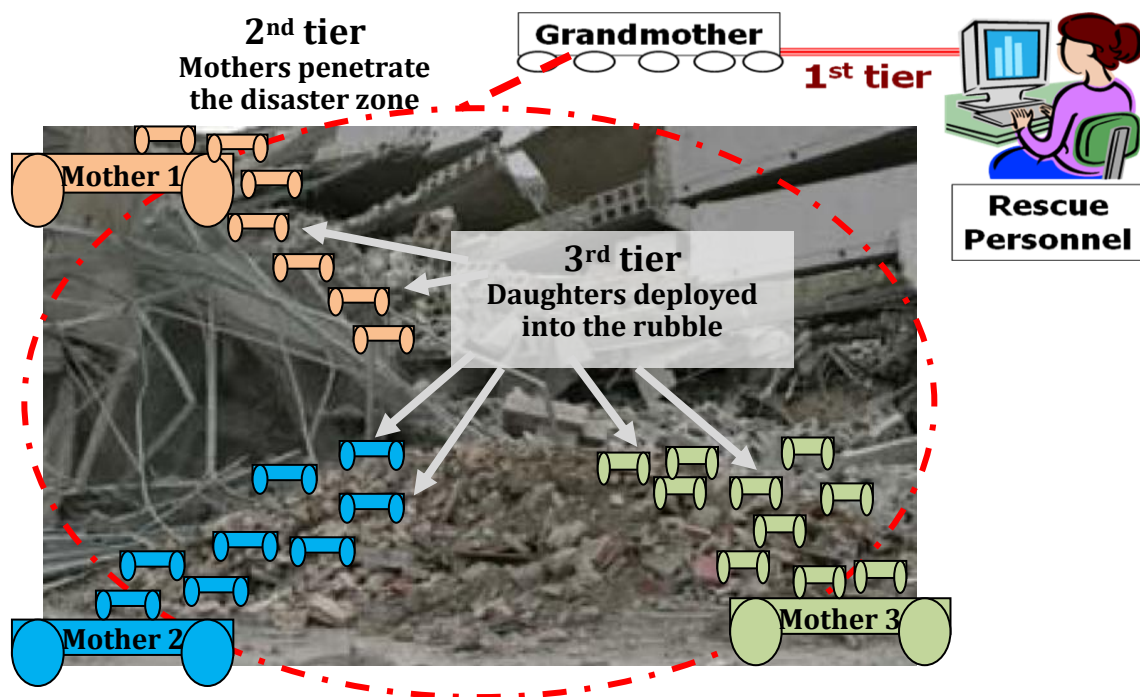 2nd tier
Mothers penetrate
the disaster zone
Grandmother
1st tier
Rescue
Personnel
Mother 1
3rd tier
Daughters deployed
into the rubble
Mother 2
Mother 3